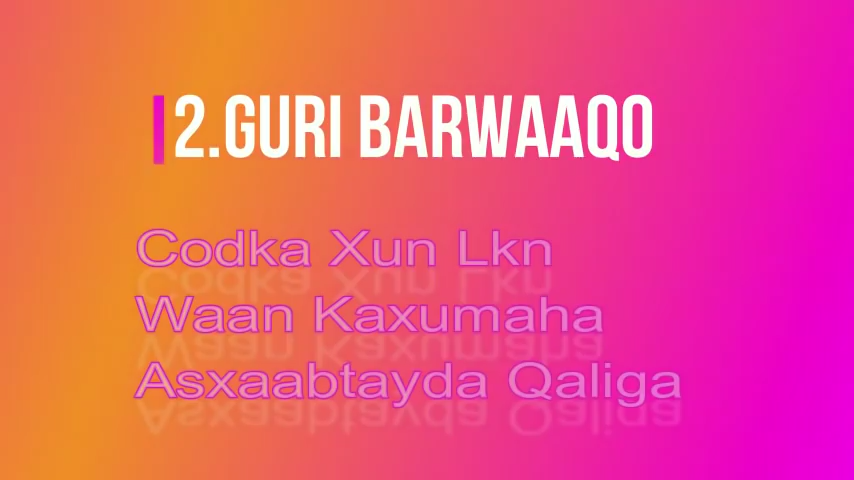 2.GURI BARWAAQO
Codka Xun Lkn
Waan Kaxumaha
Asxaabtayda Qaliga